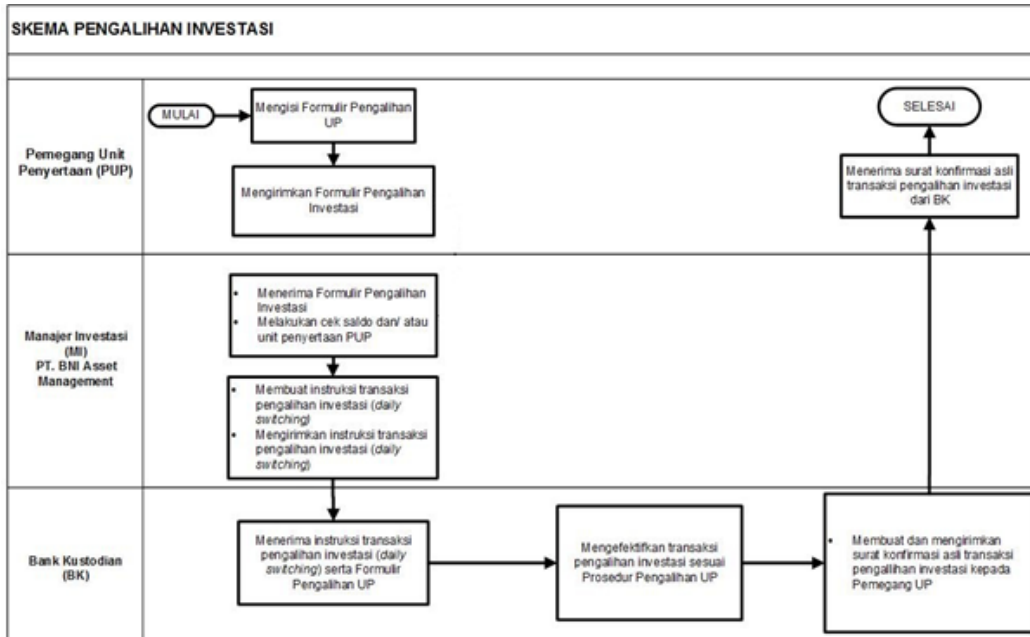 SKEMA PENGALIHAN INVESTASI
Pemegang Unit
Penyertaan (PUP)
MULAI
Mengisi Formulir Pengalihan
UP
Mengirimkan Formulir Pengalihan
Investasi
SELESAI
Menerima surat konfirmasi asli
transaksi pengalihan investasi
dari BK
Manajer Investasi
(MI)
PT. BNI Asset
Management
• Menerima Formulir Pengalihan
Investasi
• Melakukan cek saldo dan/ atau
unit penyertaan PUP
• Membuat instruksi transaksi
pengalihan investasi (daily
switching)
• Mengirimkan instruksi transaksi
pengalihan investasi (daily
switching)
Bank Kustodian
(BK)
Menerima instruksi transaksi
pengalihan investasi (daily
switching) serta Formulir
Pengalihan UP
Mengefektifkan transaksi
pengalihan investasi sesuai
Prosedur Pengalihan UP
• Membuat dan mengirimkan
surat konfirmasi asli transaksi
pengallihan investasi kepada
Pemegang UP